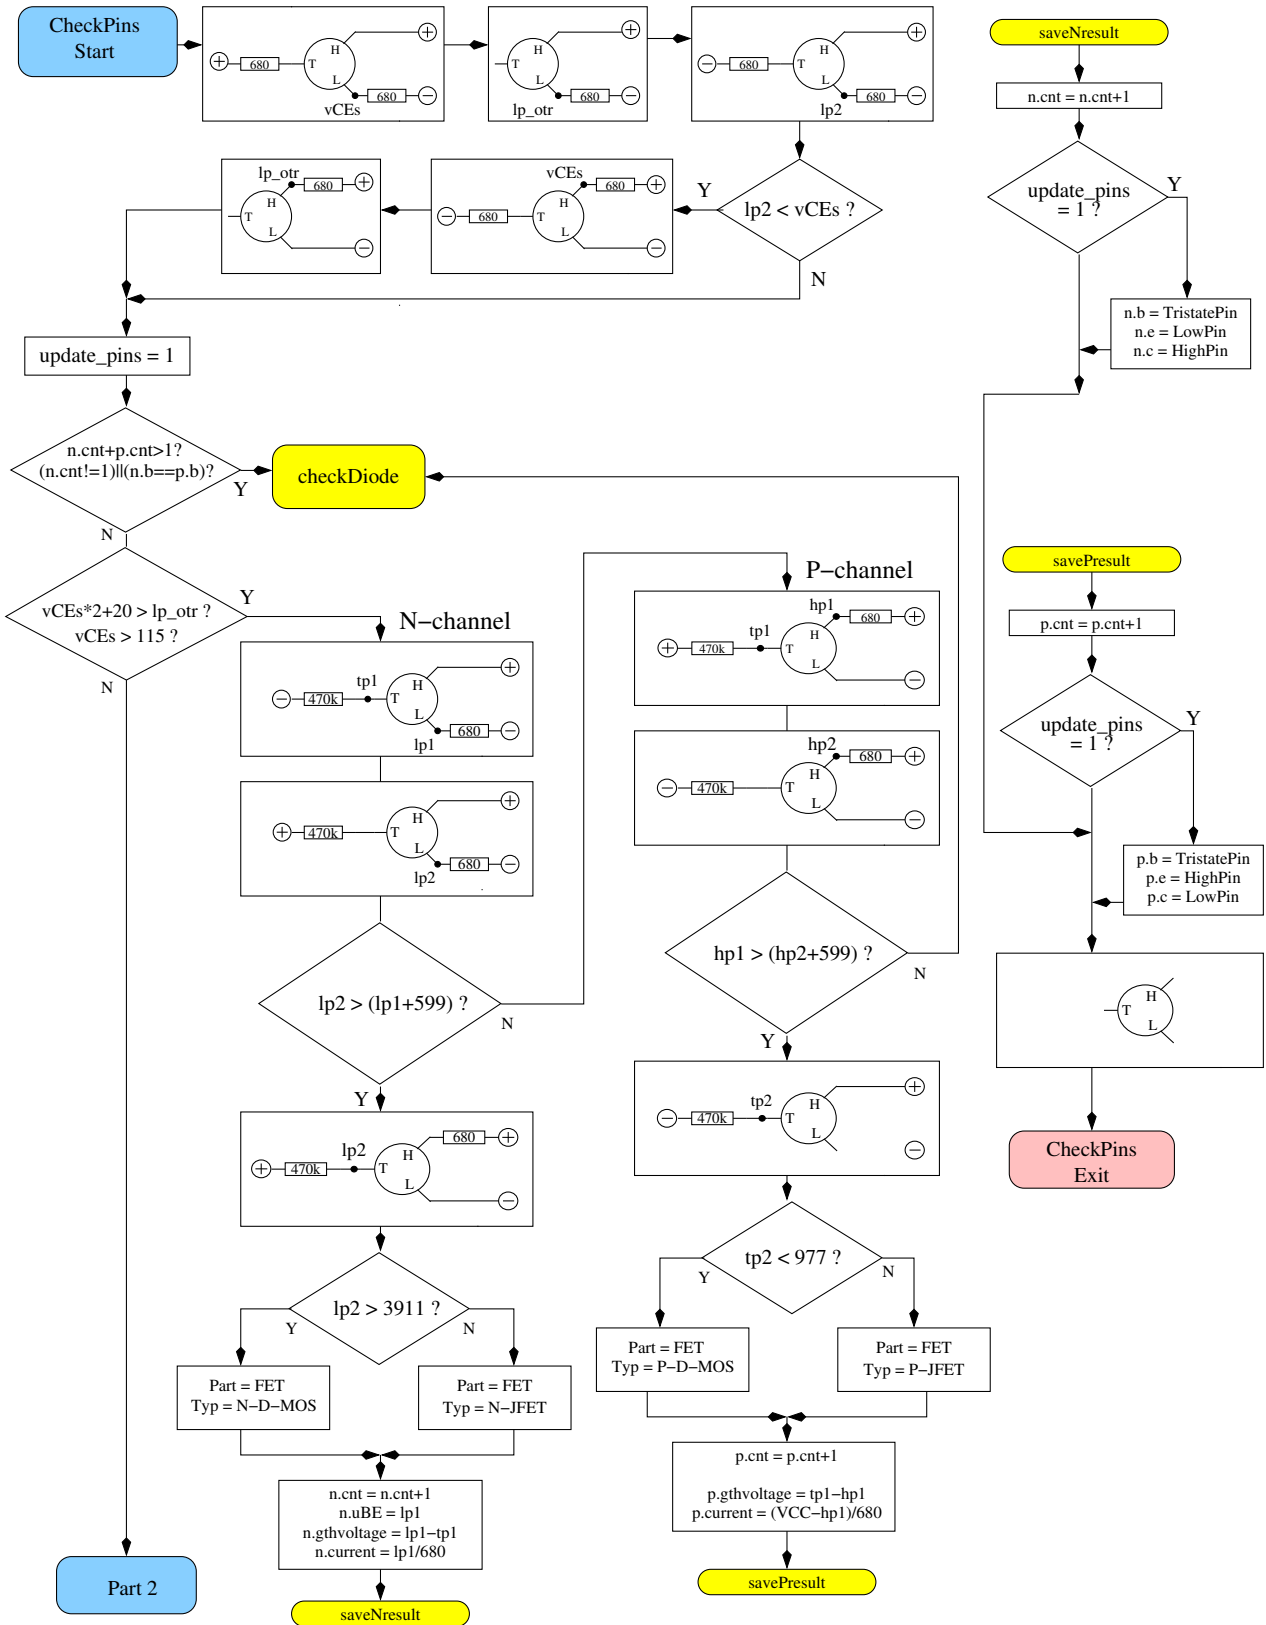 CheckPins
Start
+
680
T
H
L
+
vCEs
680
−
T
H
L
+
lp_otr
680
−
−
680
T
H
L
+
lp2
680
−
saveNresult
n.cnt = n.cnt+1
update_pins
= 1 ?
Y
n.b = TristatePin
n.e = LowPin
n.c = HighPin
lp_otr
680
+
T
H
L
−
vCEs
680
+
−
680
T
H
L
−
Y
lp2 < vCEs ?
N
update_pins = 1
n.cnt+p.cnt>1?
(n.cnt!=1)||(n.b==p.b)?
Y
N
checkDiode
vCEs*2+20 > lp_otr ?
vCEs > 115 ?
Y
N
N−channel
tp1
−
470k
T
H
L
+
680
−
lp1
+
470k
T
H
L
+
680
−
lp2
lp2 > (lp1+599) ?
N
Y
lp2
+
470k
T
H
L
680
+
−
lp2 > 3911 ?
Y
N
Part = FET
Typ = N−D−MOS
Part = FET
Typ = N−JFET
n.cnt = n.cnt+1
n.uBE = lp1
n.gthvoltage = lp1−tp1
n.current = lp1/680
saveNresult
Part 2
P−channel
hp1
680
+
tp1
+
470k
T
H
L
−
hp2
680
+
−
470k
T
H
L
−
hp1 > (hp2+599) ?
N
Y
tp2
−
470k
T
H
L
+
−
tp2 < 977 ?
Y
N
Part = FET
Typ = P−D−MOS
Part = FET
Typ = P−JFET
p.cnt = p.cnt+1
p.gthvoltage = tp1−hp1
p.current = (VCC−hp1)/680
savePresult
savePresult
p.cnt = p.cnt+1
update_pins
= 1 ?
Y
p.b = TristatePin
p.e = HighPin
p.c = LowPin
T
H
L
CheckPins
Exit